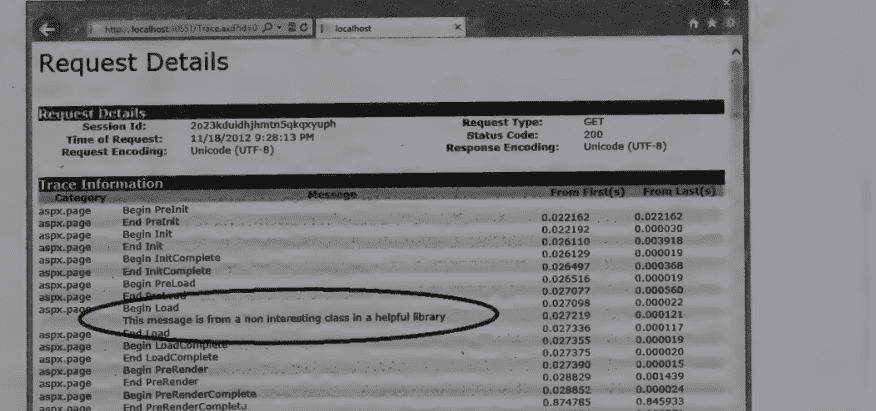 localhost
Request Details
Request Details
Session Id: 2o23kduidhjhmtn5qkqxyuph Request Type: GET
Time of Request: 11/18/2012 9:28:13 PM Status Code: 200
Request Encoding: Unicode (UTF-8) Response Encoding: Unicode (UTF-8)
Trace Information
Category Message From First(s) From Last(s)
aspx.page Begin PreInit
aspx.page End PreInit 0.022162 0.022162
aspx.page Begin Init 0.022192 0.000030
aspx.page End Init 0.026110 0.003918
aspx.page Begin InitComplete 0.026129 0.000019
aspx.page End InitComplete 0.026497 0.000368
aspx.page Begin PreLoad 0.026516 0.000019
aspx.page End PreLoad 0.027077 0.000560
aspx.page Begin Load 0.027098 0.000022
This message is from a non interesting class in a helpful library 0.027219 0.000121
aspx.page End Load 0.027336 0.000117
aspx.page Begin LoadComplete 0.027355 0.000019
aspx.page End LoadComplete 0.027375 0.000020
aspx.page Begin PreRender 0.027390 0.000015
aspx.page End PreRender 0.028829 0.001439
aspx.page Begin PreRenderComplete 0.028852 0.000024
aspx.page End PreRenderComplete 0.874785 0.845933